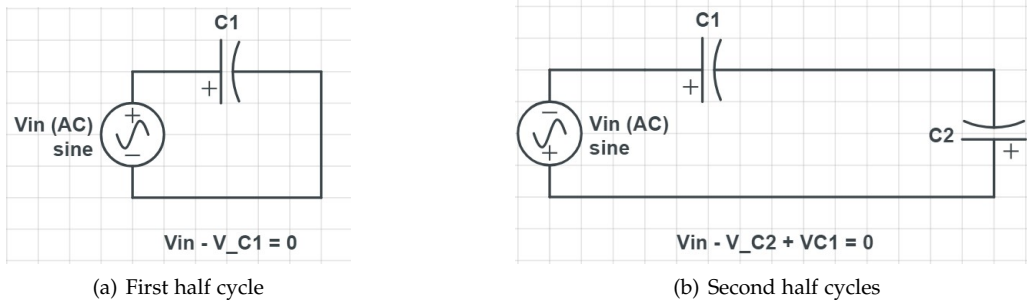 C1
+
+
Vin (AC)
sine
−
Vin - V_C1 = 0
(a) First half cycle
C1
+
−
Vin (AC)
sine
+
C2
+
Vin - V_C2 + VC1 = 0
(b) Second half cycles